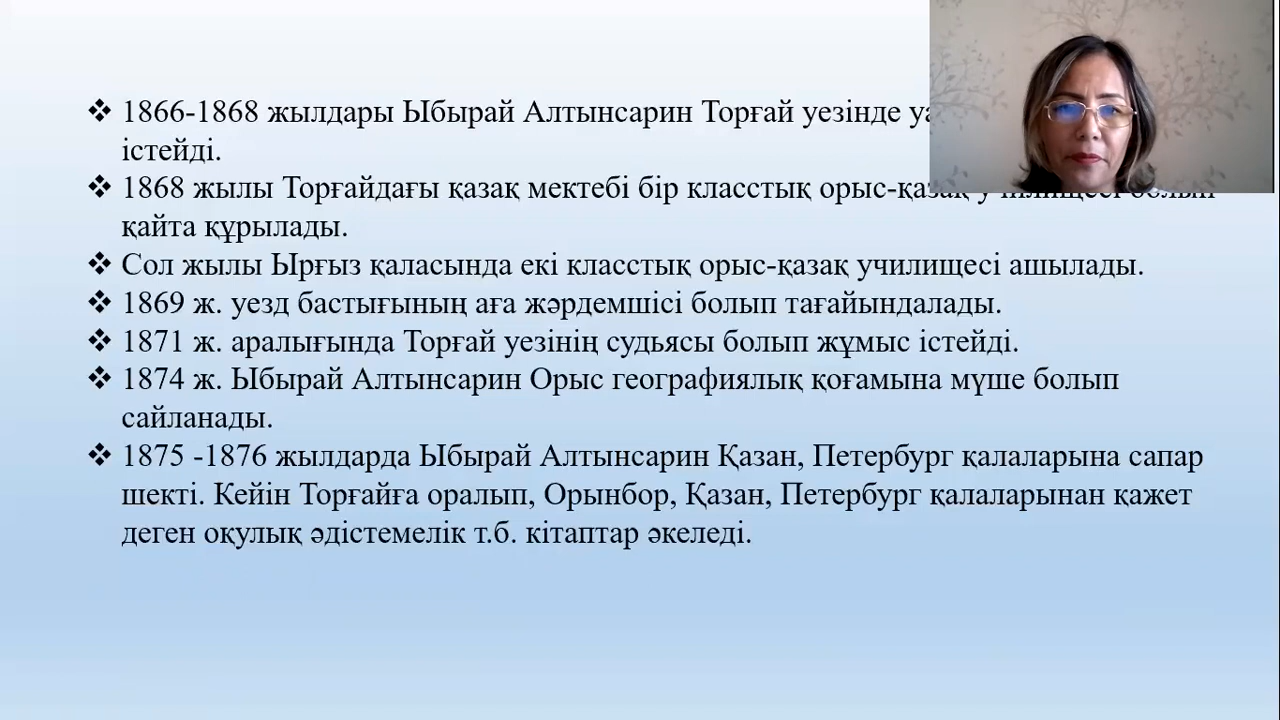 ❖ 1866-1868 жылдары Ыбырай Алтынсарин Торғай уезінде
істейді.
❖ 1868 жылы Торғайдағы қазақ мектебі бір класстық орыс-қазақ училищесі болып
қайта құрылады.
❖ Сол жылы Ырғыз қаласында екі класстық орыс-қазақ училищесі ашылады.
❖ 1869 ж. уезд бастығының аға жәрдемшісі болып тағайындалады.
❖ 1871 ж. аралығында Торғай уезінің судьясы болып жұмыс істейді.
❖ 1874 ж. Ыбырай Алтынсарин Орыс географиялық қоғамына мүше болып
сайланады.
❖ 1875 -1876 жылдарда Ыбырай Алтынсарин Қазан, Петербург қалаларына сапар
шекті. Кейін Торғайға оралып, Орынбор, Қазан, Петербург қалаларынан қажет
деген оқулық әдістемелік т.б. кітаптар әкеледі.